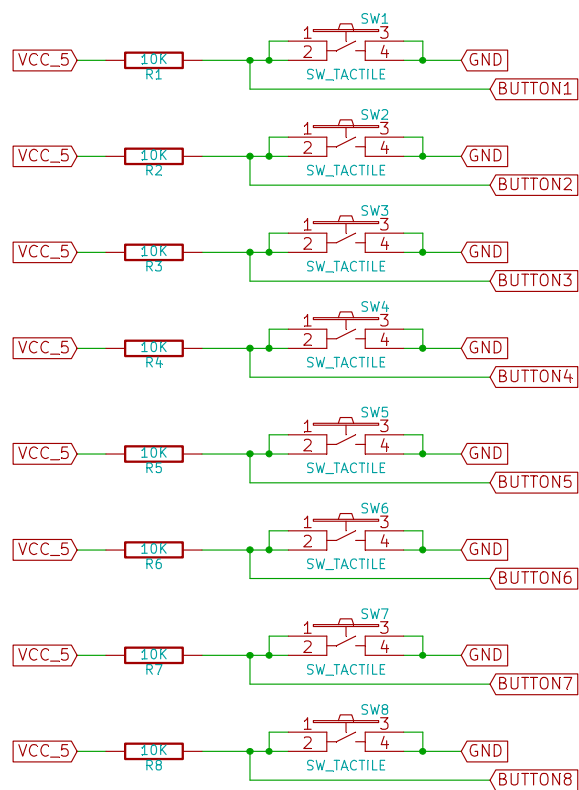 SW1
1 3
VCC_5 10K 2 4 GND
R1 SW_TACTILE
BUTTON1
SW2
1 3
VCC_5 10K 2 4 GND
R2 SW_TACTILE
BUTTON2
SW3
1 3
VCC_5 10K 2 4 GND
R3 SW_TACTILE
BUTTON3
SW4
1 3
VCC_5 10K 2 4 GND
R4 SW_TACTILE
BUTTON4
SW5
1 3
VCC_5 10K 2 4 GND
R5 SW_TACTILE
BUTTON5
SW6
1 3
VCC_5 10K 2 4 GND
R6 SW_TACTILE
BUTTON6
SW7
1 3
VCC_5 10K 2 4 GND
R7 SW_TACTILE
BUTTON7
SW8
1 3
VCC_5 10K 2 4 GND
R8 SW_TACTILE
BUTTON8